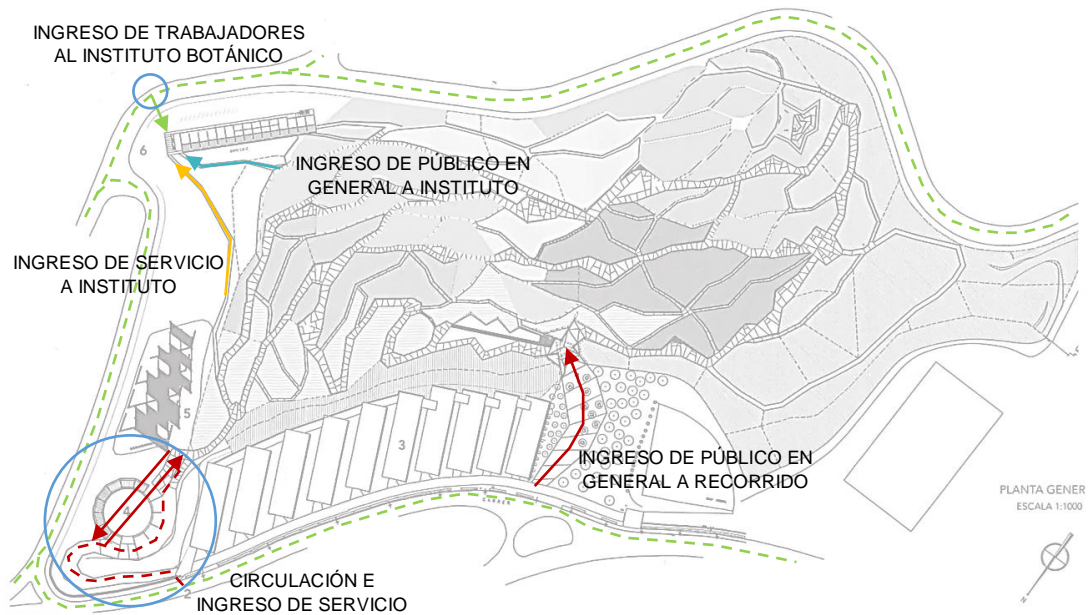 INGRESO DE TRABAJADORES
AL INSTITUTO BOTÁNICO
6
INGRESO DE PÚBLICO EN
GENERAL A INSTITUTO
INGRESO DE SERVICIO
A INSTITUTO
5
3
4
INGRESO DE PÚBLICO EN
GENERAL A RECORRIDO
PLANTA GENER
ESCALA 1:1000
CARRER
2
CIRCULACIÓN E
INGRESO DE SERVICIO
N